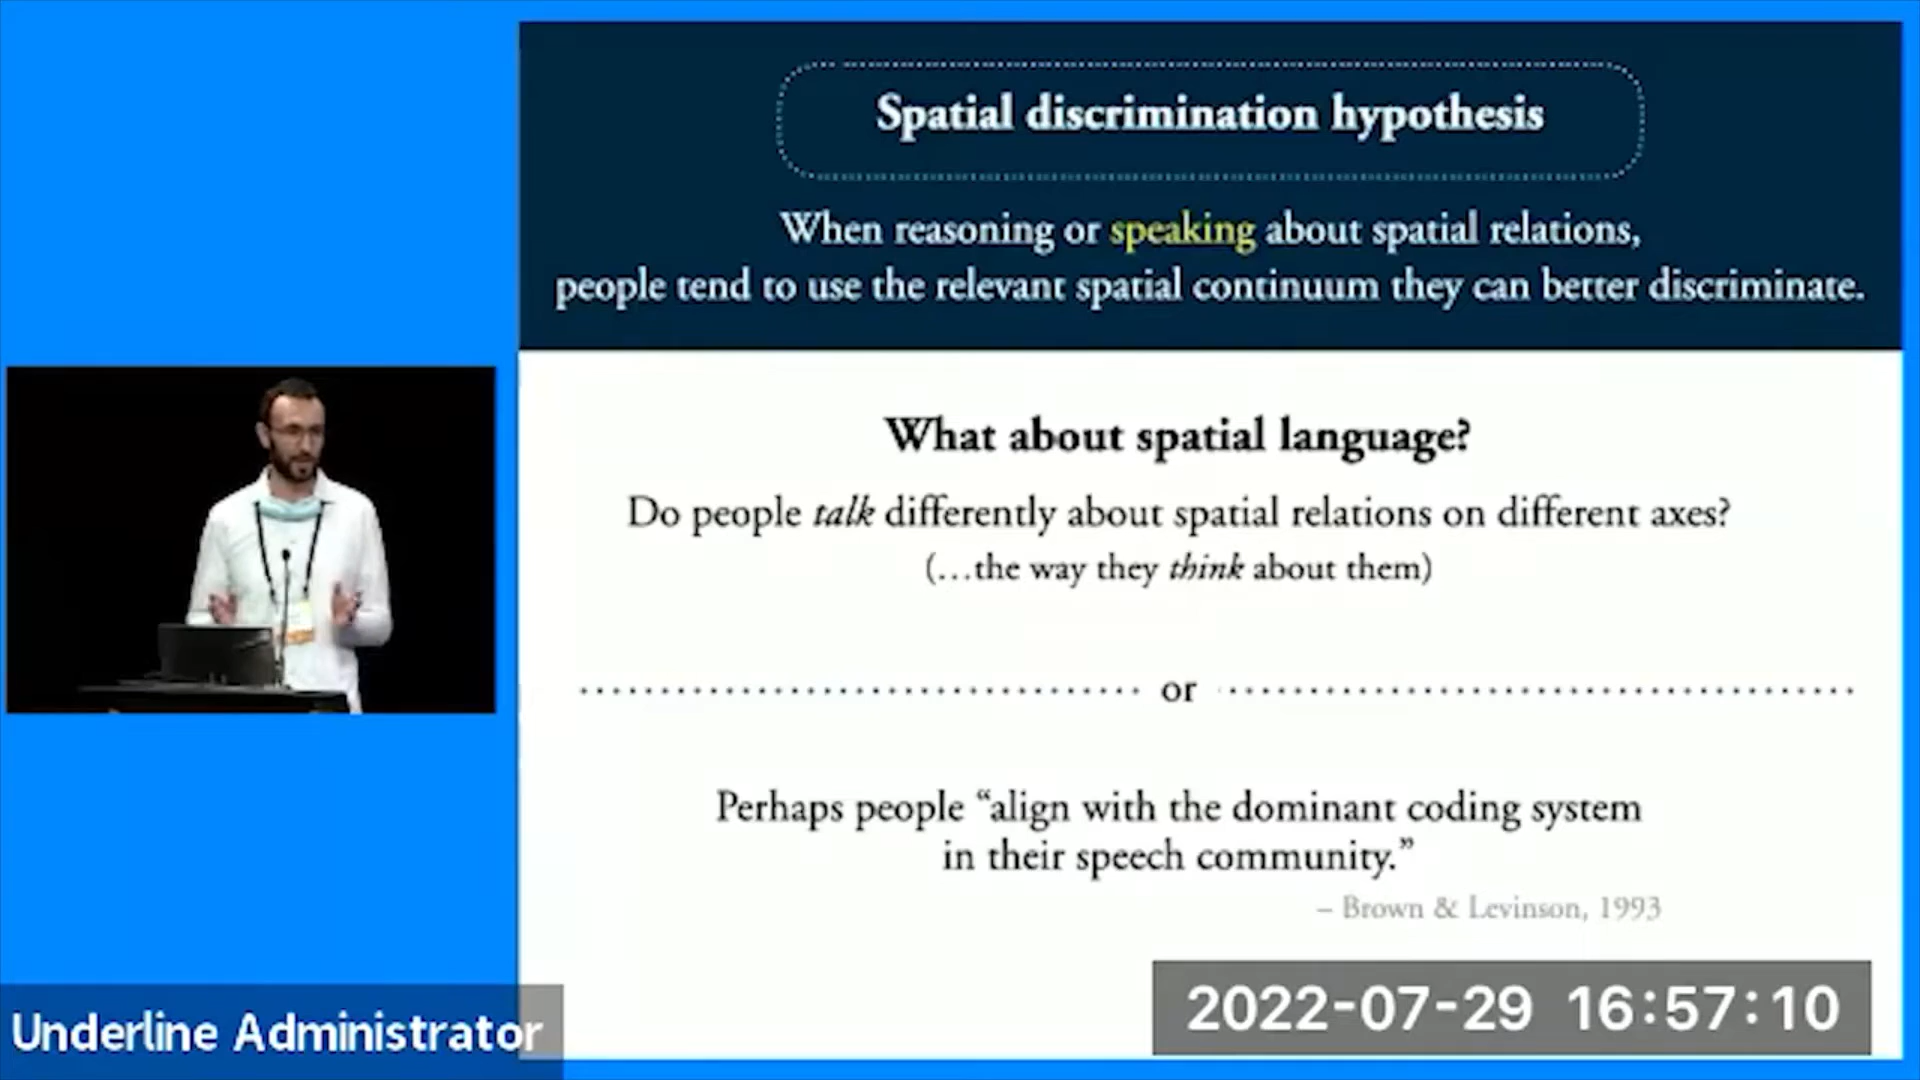 Spatial discrimination hypothesis
When reasoning or speaking about spatial relations,
people tend to use the relevant spatial continuum they can better discriminate.
What about spatial language?
Do people talk differently about spatial relations on different axes?
(…the way they think about them)
or
Perhaps people “align with the dominant coding system
in their speech community.”
– Brown & Levinson, 1993
2022-07-29 16:57:10
Underline Administrator